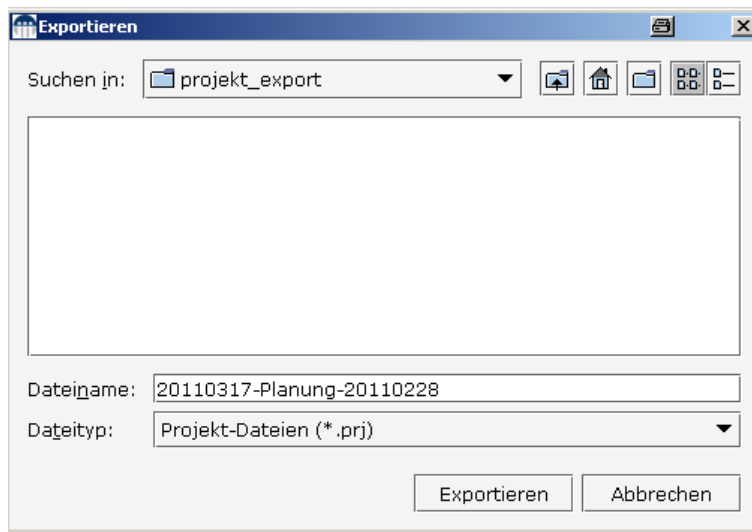 Exportieren
Suchen in: projekt_export
Dateiname: 20110317-Planung-20110228
Dateityp: Projekt-Dateien (*.prj)
Exportieren Abbrechen